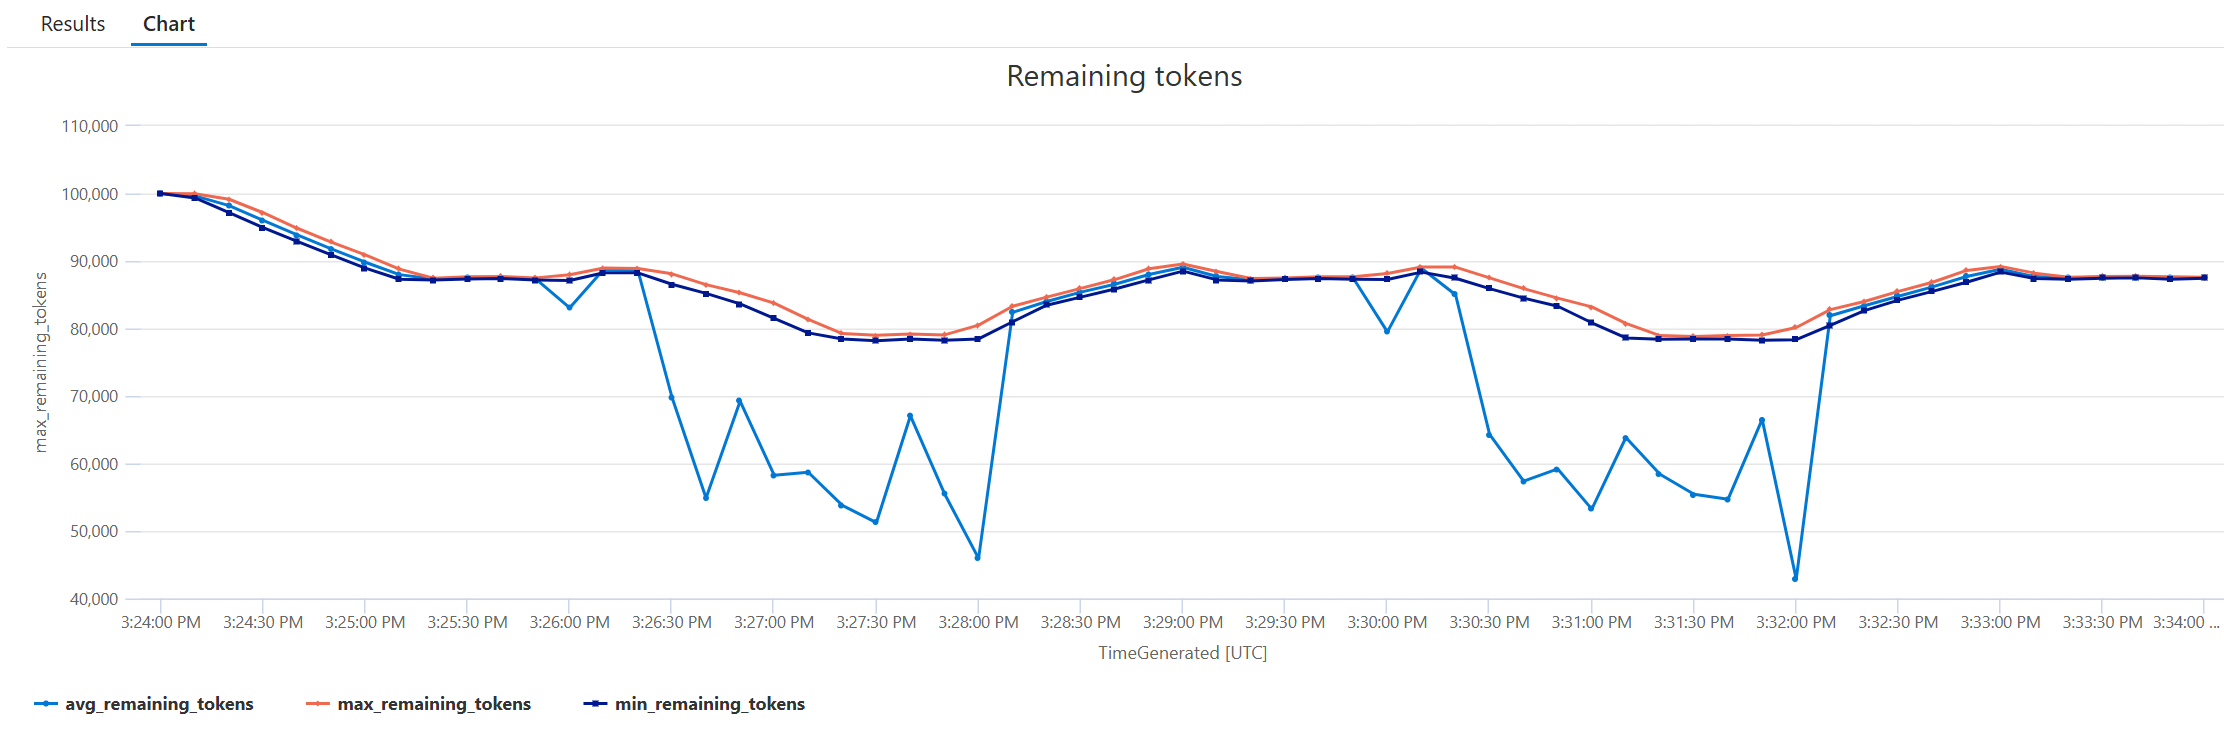 Results Chart
Remaining tokens
max_remaining_tokens
110,000
100,000
90,000
80,000
70,000
60,000
50,000
40,000
3:24:00 PM 3:24:30 PM 3:25:00 PM 3:25:30 PM 3:26:00 PM 3:26:30 PM 3:27:00 PM 3:27:30 PM 3:28:00 PM 3:28:30 PM 3:29:00 PM 3:29:30 PM 3:30:00 PM 3:30:30 PM 3:31:00 PM 3:31:30 PM 3:32:00 PM 3:32:30 PM 3:33:00 PM 3:33:30 PM 3:34:00 ...
TimeGenerated [UTC]
avg_remaining_tokens max_remaining_tokens min_remaining_tokens